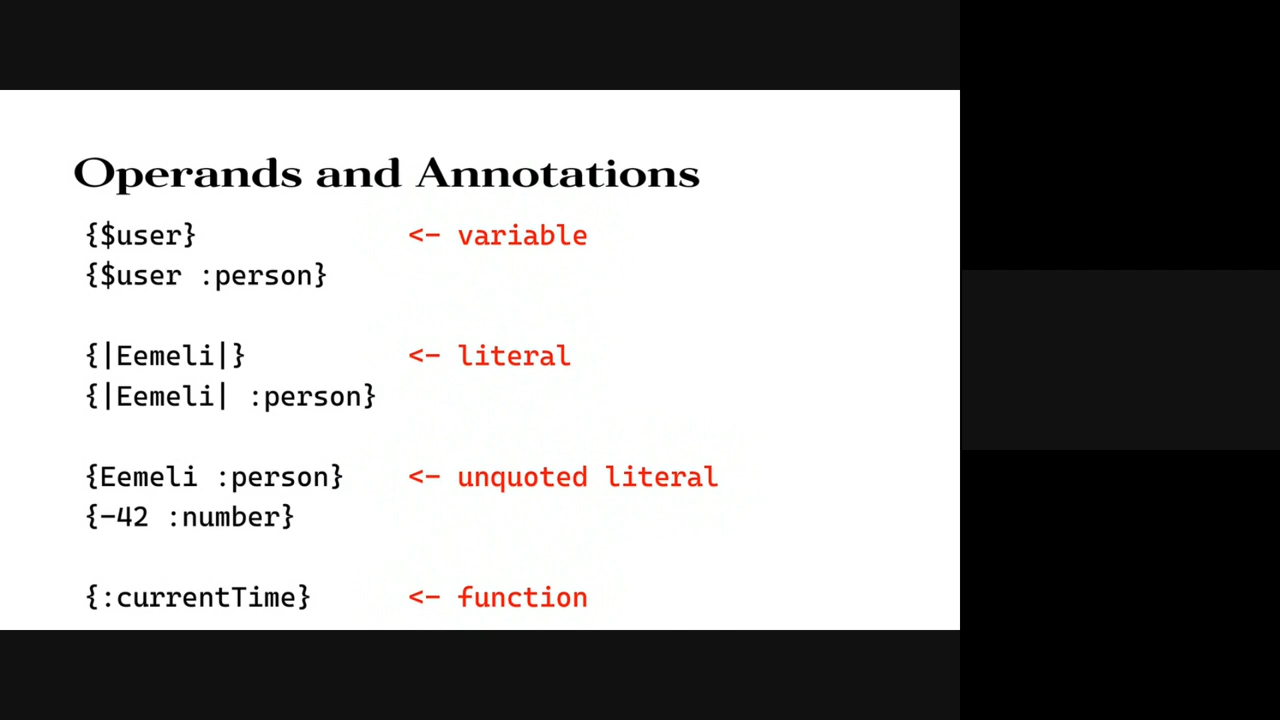 Operands and Annotations
{$user} <- variable
{$user :person}
{|Eemeli|} <- literal
{|Eemeli| :person}
{Eemeli :person} <- unquoted literal
{-42 :number}
{:currentTime} <- function